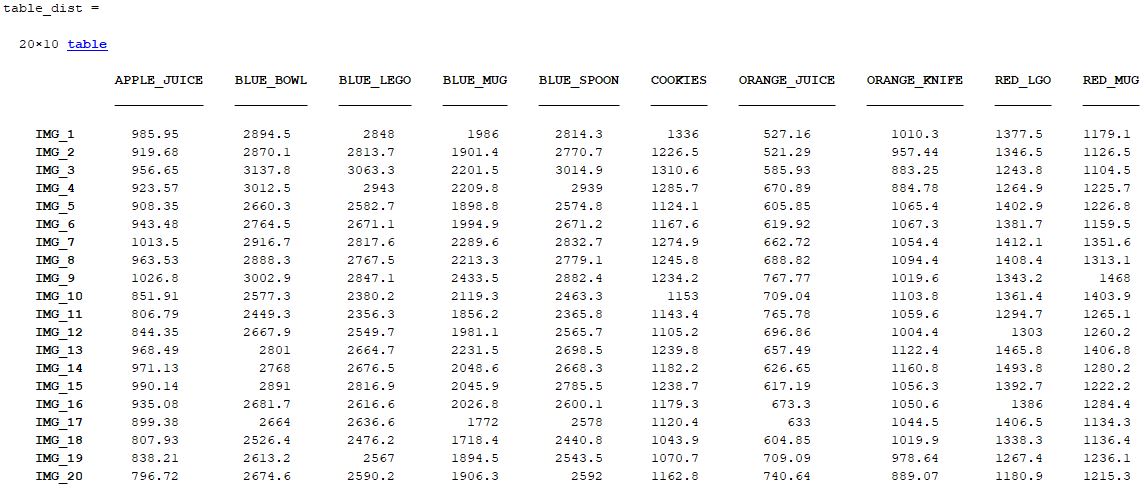 table_dist =
20×10 table
APPLE_JUICE BLUE_BOWL BLUE_LEGO BLUE_MUG BLUE_SPOON COOKIES ORANGE_JUICE ORANGE_KNIFE RED_LGO RED_MUG
IMG_1 985.95 2894.5 2848 1986 2814.3 1336 527.16 1010.3 1377.5 1179.1
IMG_2 919.68 2870.1 2813.7 1901.4 2770.7 1226.5 521.29 957.44 1346.5 1126.5
IMG_3 956.65 3137.8 3063.3 2201.5 3014.9 1310.6 585.93 883.25 1243.8 1104.5
IMG_4 923.57 3012.5 2943 2209.8 2939 1285.7 670.89 884.78 1264.9 1225.7
IMG_5 908.35 2660.3 2582.7 1898.8 2574.8 1124.1 605.85 1065.4 1402.9 1226.8
IMG_6 943.48 2764.5 2671.1 1994.9 2671.2 1167.6 619.92 1067.3 1381.7 1159.5
IMG_7 1013.5 2916.7 2817.6 2289.6 2832.7 1274.9 662.72 1054.4 1412.1 1351.6
IMG_8 963.53 2888.3 2767.5 2213.3 2779.1 1245.8 688.82 1094.4 1408.4 1313.1
IMG_9 1026.8 3002.9 2847.1 2433.5 2882.4 1234.2 767.77 1019.6 1343.2 1468
IMG_10 851.91 2577.3 2380.2 2119.3 2463.3 1153 709.04 1103.8 1361.4 1403.9
IMG_11 806.79 2449.3 2356.3 1856.2 2365.8 1143.4 765.78 1059.6 1294.7 1265.1
IMG_12 844.35 2667.9 2549.7 1981.1 2565.7 1105.2 696.86 1004.4 1303 1260.2
IMG_13 968.49 2801 2664.7 2231.5 2698.5 1239.8 657.49 1122.4 1465.8 1406.8
IMG_14 971.13 2768 2676.5 2048.6 2668.3 1182.2 626.65 1160.8 1493.8 1280.2
IMG_15 990.14 2891 2816.9 2045.9 2785.5 1238.7 617.19 1056.3 1392.7 1222.2
IMG_16 935.08 2681.7 2616.6 2026.8 2600.1 1179.3 673.3 1050.6 1386 1284.4
IMG_17 899.38 2664 2636.6 1772 2578 1120.4 633 1044.5 1406.5 1134.3
IMG_18 807.93 2526.4 2476.2 1718.4 2440.8 1043.9 604.85 1019.9 1338.3 1136.4
IMG_19 838.21 2613.2 2567 1894.5 2543.5 1070.7 709.09 978.64 1267.4 1236.1
IMG_20 796.72 2674.6 2590.2 1906.3 2592 1162.8 740.64 889.07 1180.9 1215.3